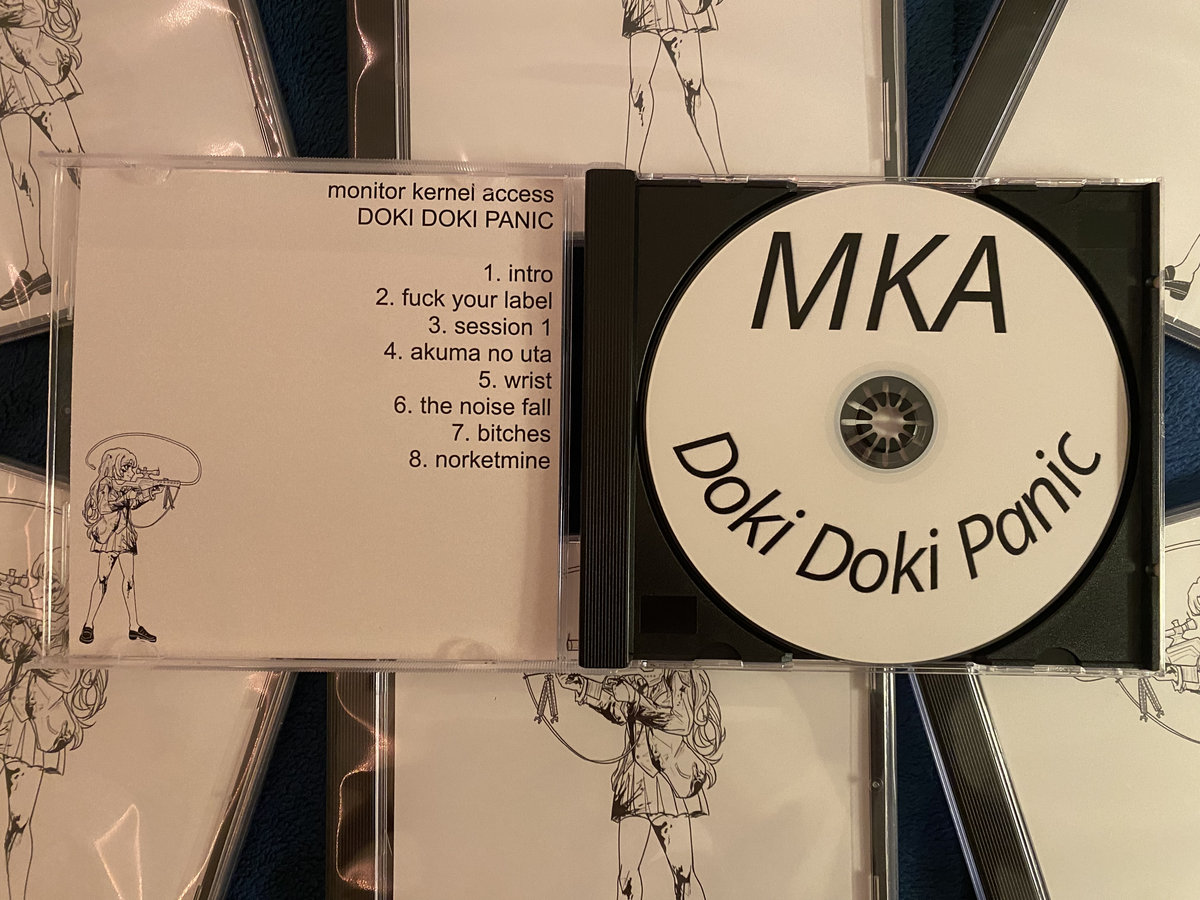 monitor kernel access
DOKI DOKI PANIC
1. intro
2. fuck your label
3. session 1
4. akuma no uta
5. wrist
6. the noise fall
7. bitches
8. norketmine
MKA
Doki Doki Panic